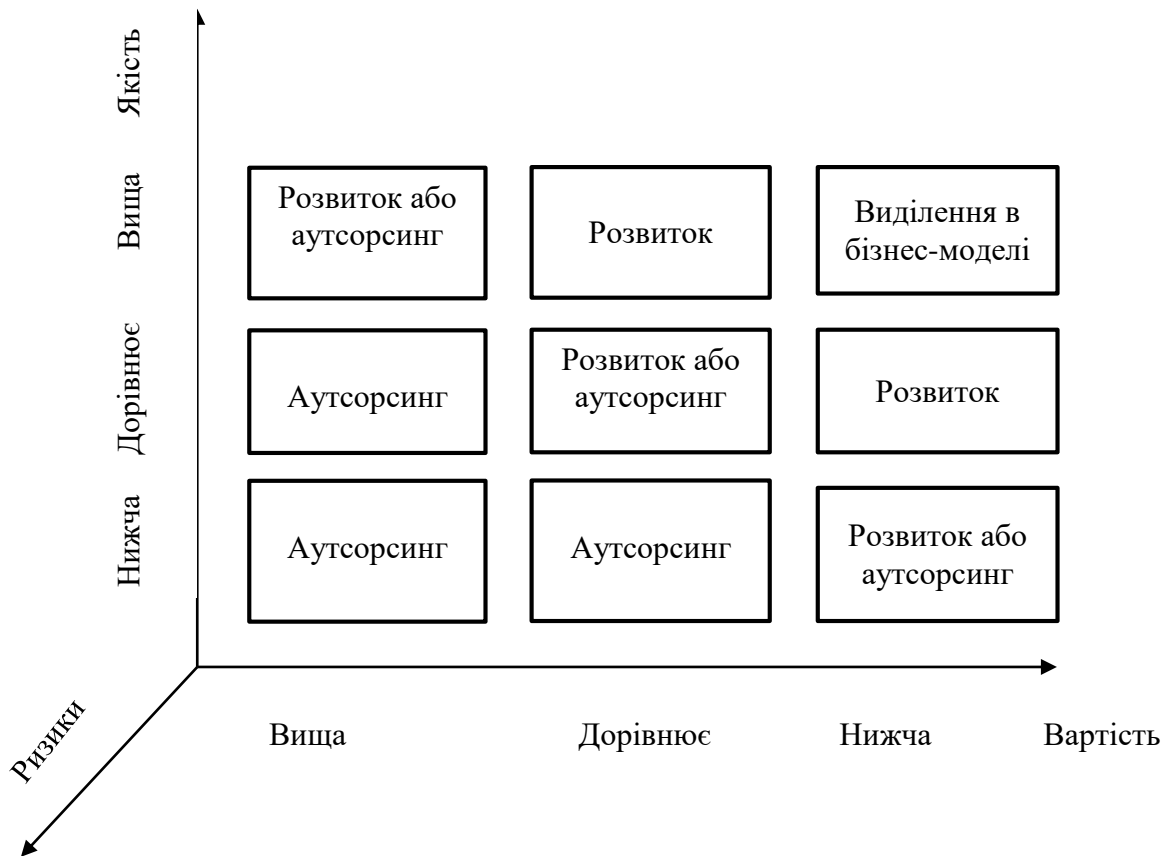 Якість
Вища
Розвиток або
аутсорсинг
Розвиток
Виділення в
бізнес-моделі
Дорівнює
Аутсорсинг
Розвиток або
аутсорсинг
Розвиток
Нижча
Аутсорсинг
Аутсорсинг
Розвиток або
аутсорсинг
Ризики
Вища
Дорівнює
Нижча
Вартість